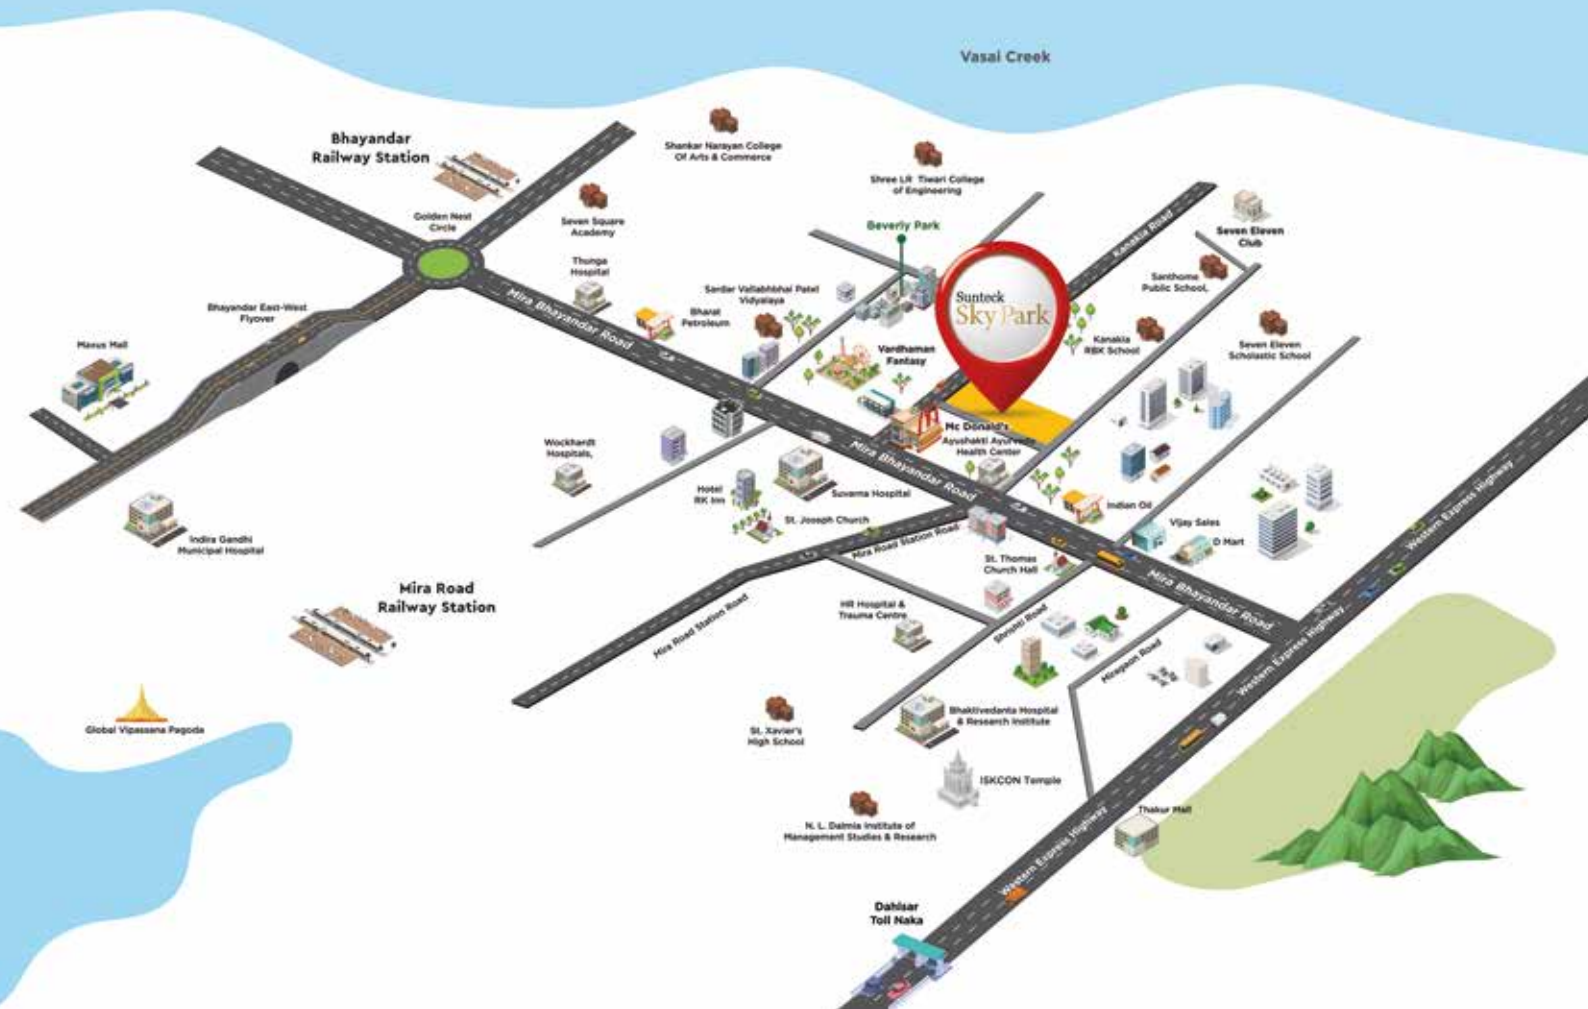 Vasai Creek
Bhayandar
Railway Station
Shankar Narayan College
Of Arts & Commerce
Shree LR Tiwari College
of Engineering
Golden Nest
Circle
Seven Square
Academy
Beverly Park
Kanakia Road
Seven Eleven
Club
Thunga
Hospital
Santhome
Public School,
Sardar Vallabhbhai Patel
Vidyalaya
Sunteck
Sky Park
Bhayandar East-West
Flyover
Mira Bhayandar Road
Bharat
Petroleum
Maxus Mall
Vardhaman
Fantasy
Kanakia
RBK School
Seven Eleven
Scholastic School
Mc Donald's
Ayushakti Ayurveda
Health Center
Wockhardt
Hospitals,
Mira Bhayandar Road
Hotel
RK Inn
Suvarna Hospital
Indian Oil
St. Joseph Church
Vijay Sales
D Mart
Western Express Highway
Indira Gandhi
Municipal Hospital
Mira Road Station Road
St. Thomas
Church Hall
Mira Bhayandar Road
Mira Road
Railway Station
HR Hospital &
Trauma Centre
Shrishti Road
Mira Road Station Road
Miragaon Road
Western Express Highway
Bhaktivedanta Hospital
& Research Institute
Global Vipassana Pagoda
St. Xavier's
High School
ISKCON Temple
Thakur Mall
N. L. Dalmia Institute of
Management Studies & Research
Western Express Highway
Dahisar
Toll Naka